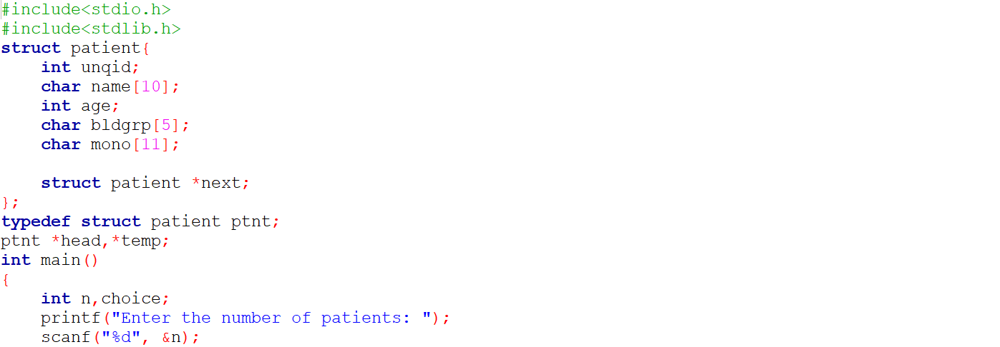 #include<stdio.h>
#include<stdlib.h>
struct patient{
    int unqid;
    char name[10];
    int age;
    char bldgrp[5];
    char mono[11];

    struct patient *next;
};
typedef struct patient ptnt;
ptnt *head,*temp;
int main()
{
    int n,choice;
    printf("Enter the number of patients: ");
    scanf("%d", &n);